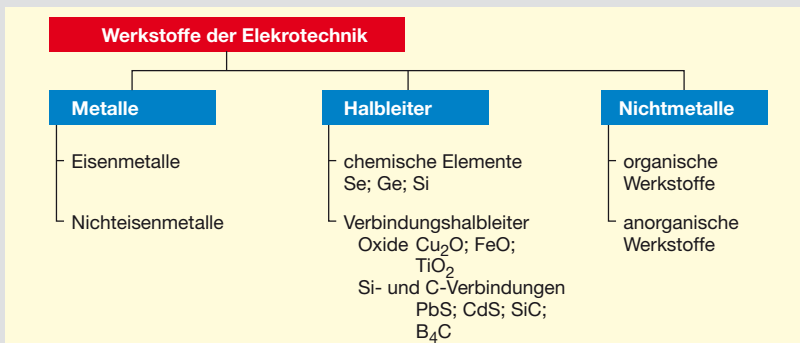 Werkstoffe der Elekrotechnik
Metalle
Eisenmetalle
Nichteisenmetalle
Halbleiter
chemische Elemente
Se; Ge; Si
Verbindungshalbleiter
Oxide Cu₂O; FeO;
TiO₂
Si- und C-Verbindungen
PbS; CdS; SiC;
B₄C
Nichtmetalle
organische
Werkstoffe
anorganische
Werkstoffe